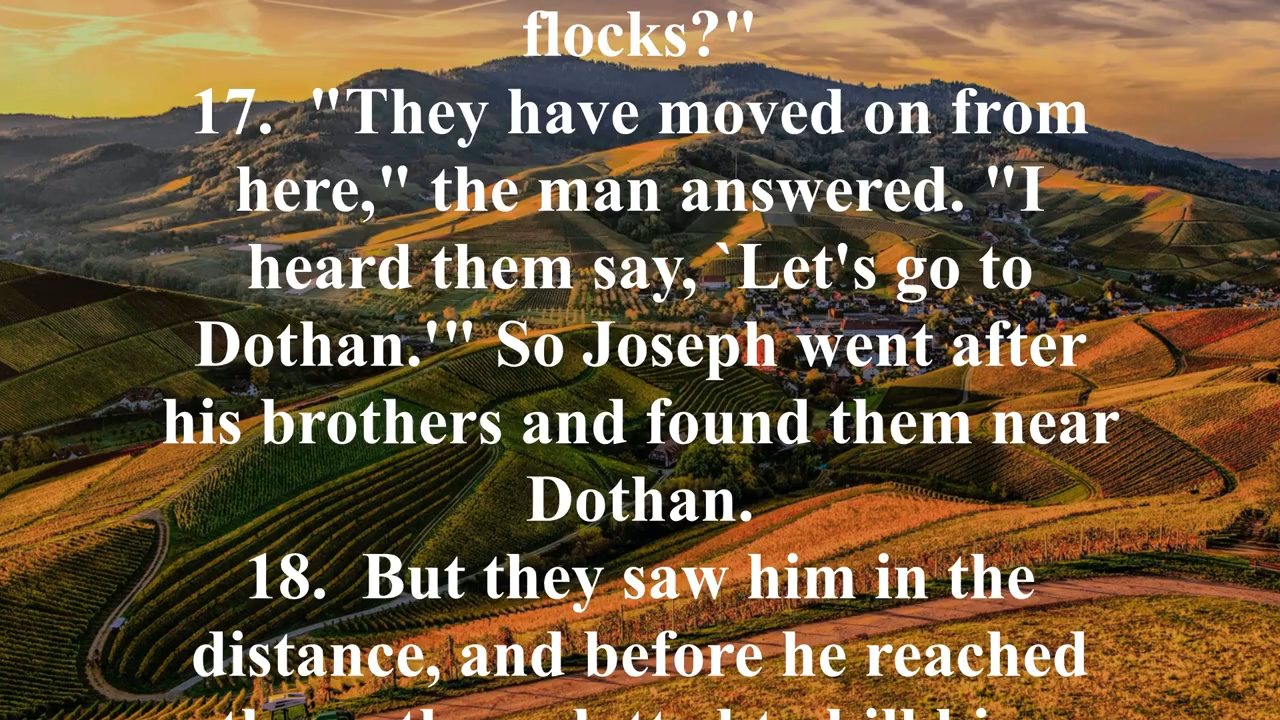 flocks?"
17.  "They have moved on from
here," the man answered. "I
heard them say, `Let's go to
Dothan.'" So Joseph went after
his brothers and found them near
Dothan.
18.  But they saw him in the
distance, and before he reached